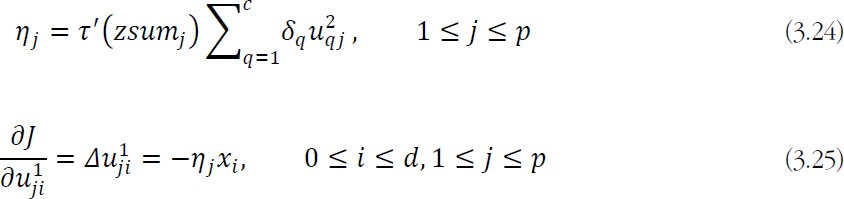 η_j = τ′(zsum_j) ∑_{q=1}^{c} δ_q u_{qj}^2 , 1 ≤ j ≤ p (3.24)
∂J/∂u_{ji}^1 = Δu_{ji}^1 = −η_j x_i, 0 ≤ i ≤ d, 1 ≤ j ≤ p (3.25)